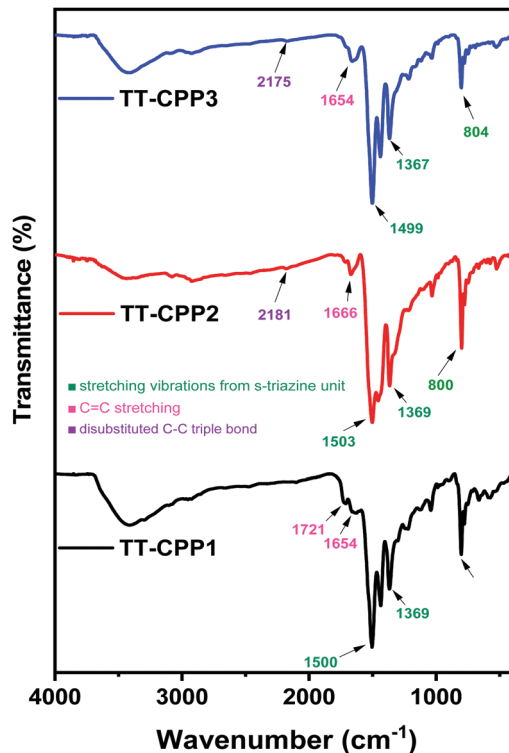 Transmittance (%)
2175
1654
TT-CPP3
804
1367
1499
TT-CPP2
2181
1666
800
1369
1503
■ stretching vibrations from s-triazine unit
■ C=C stretching
■ disubstituted C-C triple bond
1721
1654
TT-CPP1
1369
1500
4000 3000 2000 1000
Wavenumber (cm⁻¹)